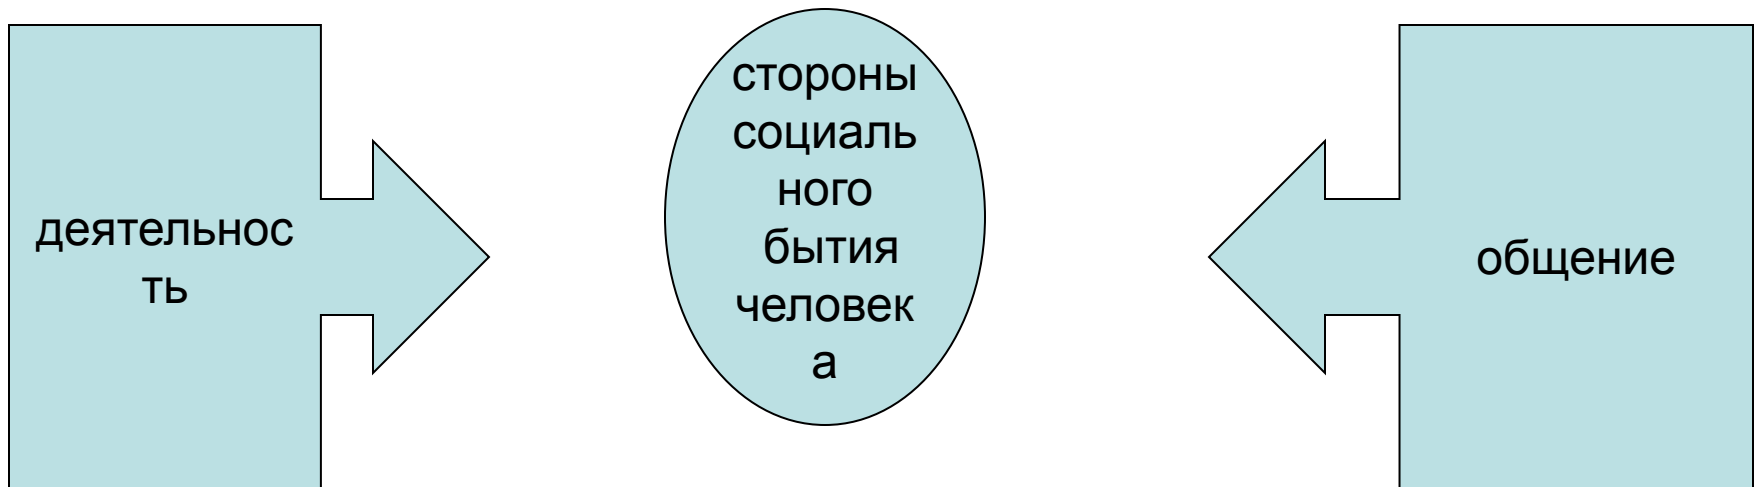 деятельнос
ть
стороны
социаль
ного
бытия
человек
а
общение